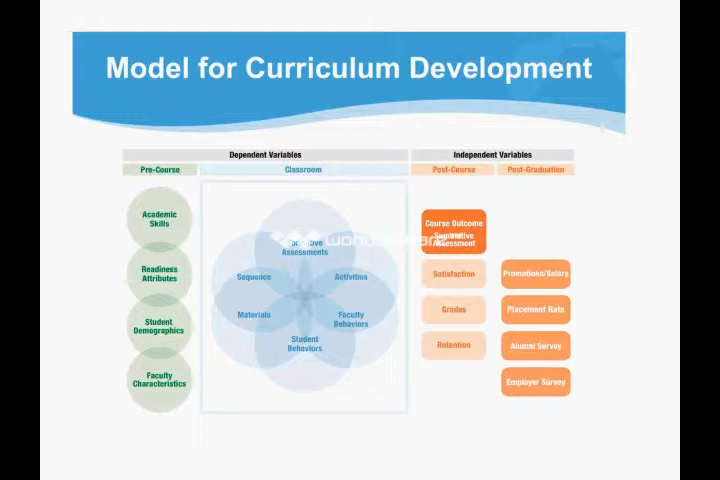 Model for Curriculum Development
Dependent Variables
Independent Variables
Pre-Course
Classroom
Post-Course
Post-Graduation
Academic
Skills
Readiness
Attributes
Student
Demographics
Faculty
Characteristics
Assessments
Sequence
Activities
Materials
Faculty
Behaviors
Student
Behaviors
Course Outcome
Summative
Assessment
Satisfaction
Grades
Retention
Promotions/Salary
Placement Rate
Alumni Survey
Employer Survey